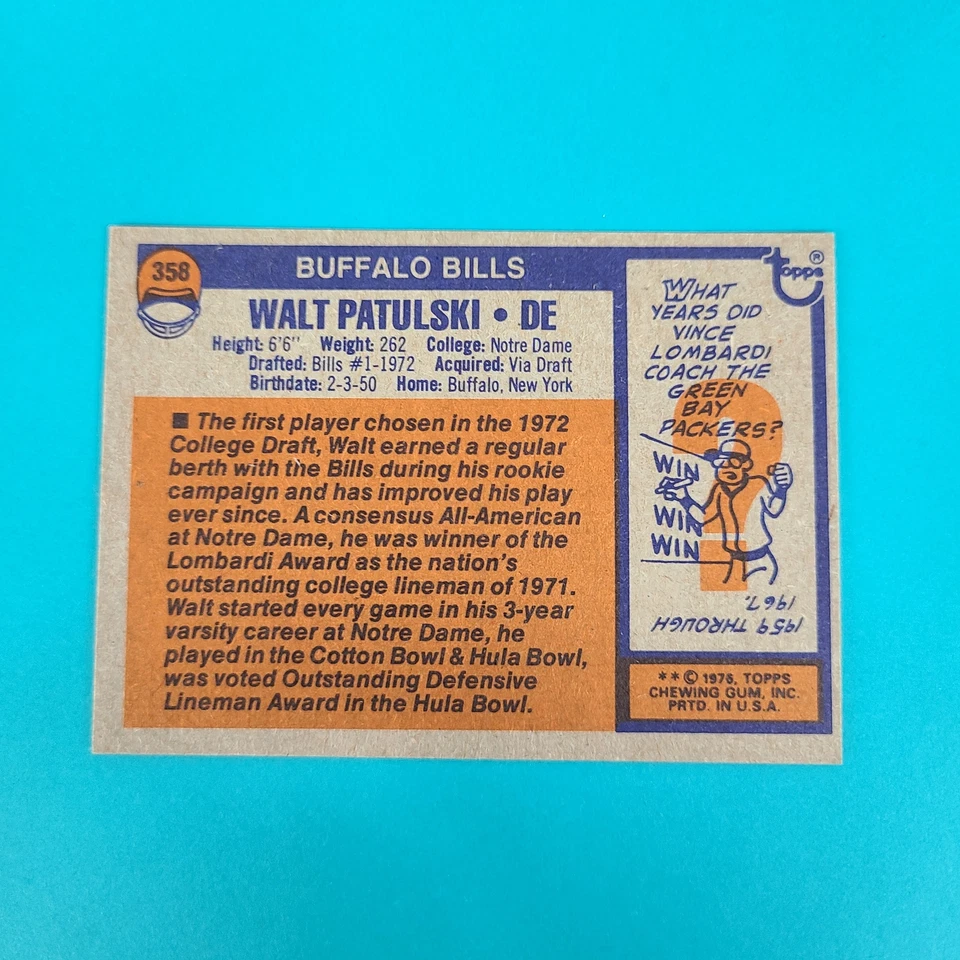 358
BUFFALO BILLS
WALT PATULSKI • DE
Height: 6'6" Weight: 262 College: Notre Dame
Drafted: Bills #1-1972 Acquired: Via Draft
Birthdate: 2-3-50 Home: Buffalo, New York
■ The first player chosen in the 1972
College Draft, Walt earned a regular
berth with the Bills during his rookie
campaign and has improved his play
ever since. A consensus All-American
at Notre Dame, he was winner of the
Lombardi Award as the nation's
outstanding college lineman of 1971.
Walt started every game in his 3-year
varsity career at Notre Dame, he
played in the Cotton Bowl & Hula Bowl,
was voted Outstanding Defensive
Lineman Award in the Hula Bowl.
topps®
WHAT
YEARS DID
VINCE
LOMBARDI
COACH THE
GREEN
BAY
PACKERS?
?
WIN
WIN
WIN
1959 THROUGH
1967.
**© 1976, TOPPS
CHEWING GUM, INC.
PRTD. IN U.S.A.